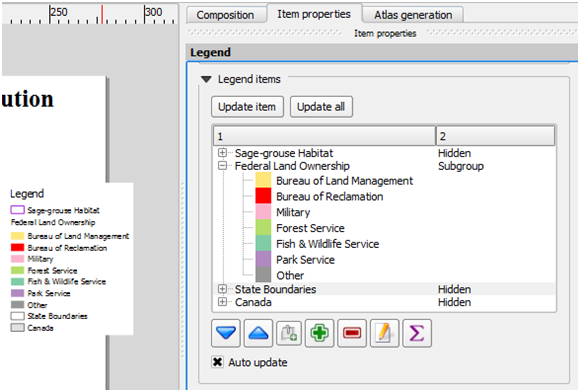 250 300
ution
Legend
Sage-grouse Habitat
Federal Land Ownership
Bureau of Land Management
Bureau of Reclamation
Military
Forest Service
Fish & Wildlife Service
Park Service
Other
State Boundaries
Canada
Composition Item properties Atlas generation
Item properties
Legend
Legend items
Update item Update all
1 2
Sage-grouse Habitat Hidden
Federal Land Ownership Subgroup
Bureau of Land Management
Bureau of Reclamation
Military
Forest Service
Fish & Wildlife Service
Park Service
Other
State Boundaries Hidden
Canada Hidden
Σ
Auto update